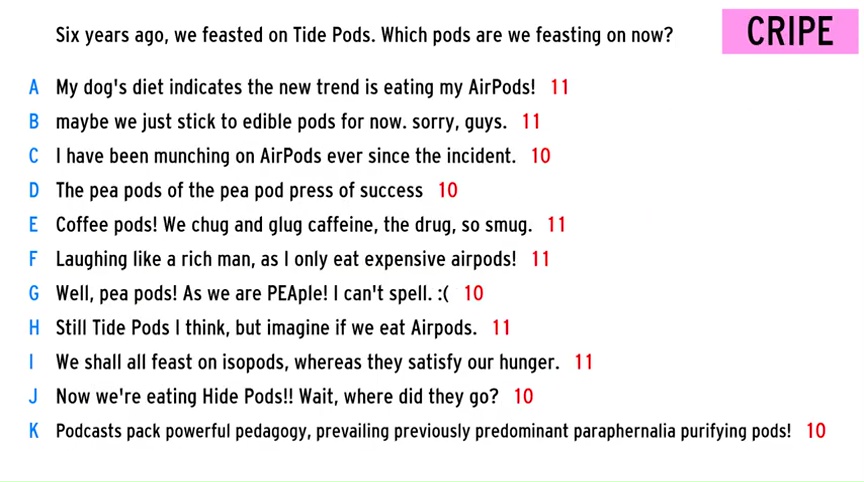 Six years ago, we feasted on Tide Pods. Which pods are we feasting on now?
CRIPE
A My dog's diet indicates the new trend is eating my AirPods! 11
B maybe we just stick to edible pods for now. sorry, guys. 11
C I have been munching on AirPods ever since the incident. 10
D The pea pods of the pea pod press of success 10
E Coffee pods! We chug and glug caffeine, the drug, so smug. 11
F Laughing like a rich man, as I only eat expensive airpods! 11
G Well, pea pods! As we are PEAple! I can't spell. :( 10
H Still Tide Pods I think, but imagine if we eat Airpods. 11
I We shall all feast on isopods, whereas they satisfy our hunger. 11
J Now we're eating Hide Pods!! Wait, where did they go? 10
K Podcasts pack powerful pedagogy, prevailing previously predominant paraphernalia purifying pods! 10